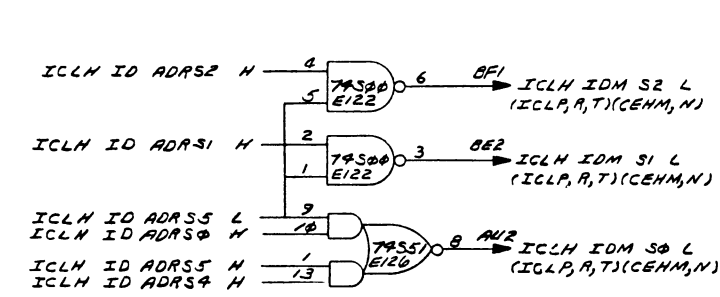 ICLH ID ADRS2 H 4 6 BF1 ICLH IDM S2 L
74S00
5 E122 (ICLP,R,T)(CEHM,N)
ICLH ID ADRS1 H 2 3 BE2 ICLH IDM S1 L
74S00
1 E122 (ICLP,R,T)(CEHM,N)
ICLH ID ADRS5 L 9
ICLH ID ADRS0 H 10
74S51 8 AU2 ICLH IDM S0 L
ICLH ID ADRS5 H 1 E126 (ICLP,R,T)(CEHM,N)
ICLH ID ADRS4 H 13